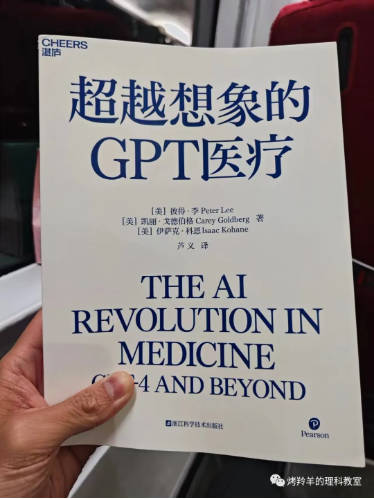 CHEERS
湛庐
超越想象的
GPT医疗
[美] 彼得·李 Peter Lee
[美] 凯丽·戈德伯格 Carey Goldberg 著
[美] 伊萨克·科恩 Isaac Kohane
芦义 译
THE AI
REVOLUTION IN
MEDICINE
GPT-4 AND BEYOND
浙江科学技术出版社
Pearson
烤羚羊的理科教室